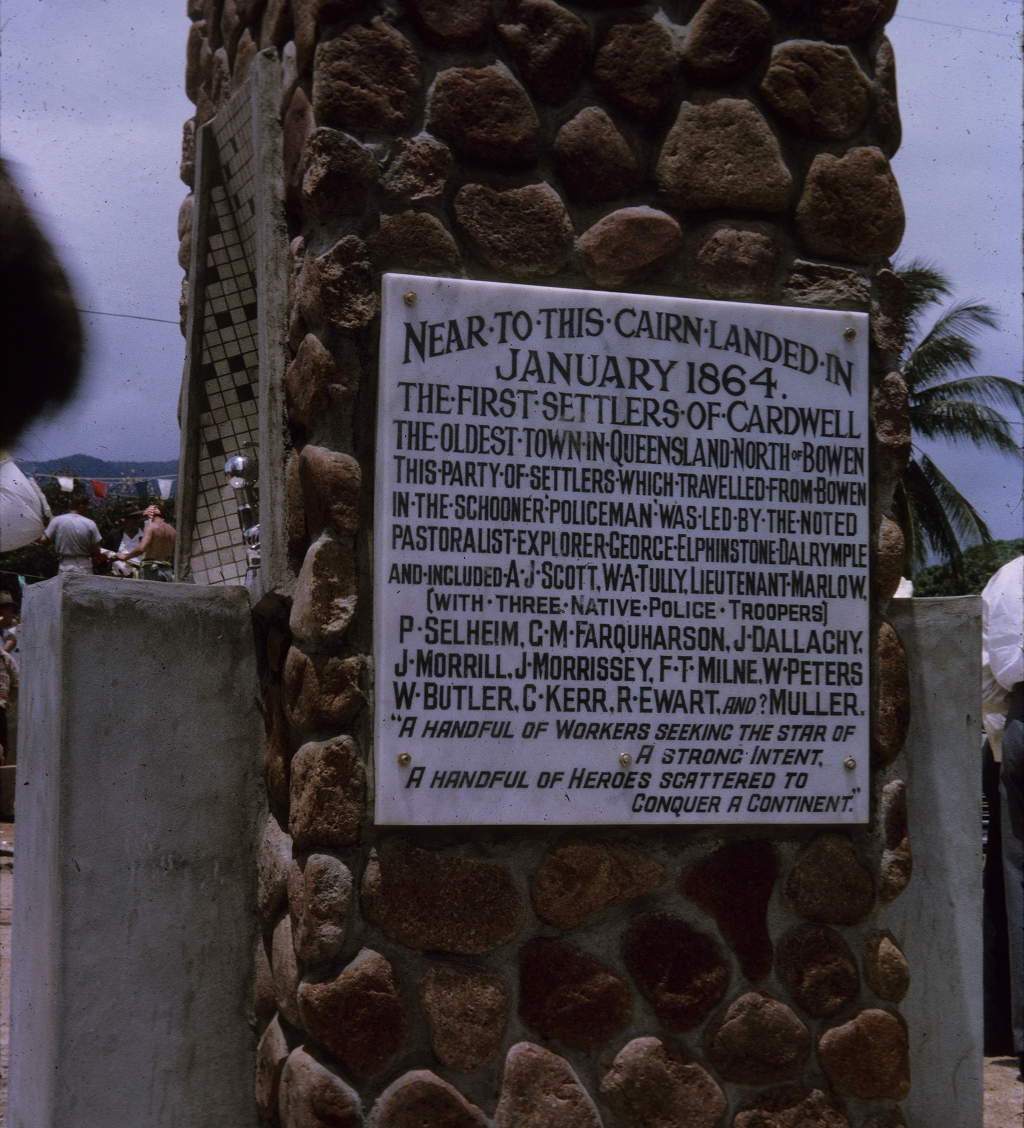 NEAR·TO·THIS·CAIRN·LANDED·IN
JANUARY 1864.
THE·FIRST·SETTLERS·OF·CARDWELL
THE·OLDEST·TOWN·IN·QUEENSLAND·NORTH OF BOWEN
THIS·PARTY·OF·SETTLERS·WHICH·TRAVELLED·FROM·BOWEN
IN·THE·SCHOONER·"POLICEMAN"·WAS·LED·BY·THE·NOTED
PASTORALIST·EXPLORER·GEORGE·ELPHINSTONE·DALRYMPLE
AND·INCLUDED·A·J·SCOTT, W·A·TULLY, LIEUTENANT·MARLOW,
(WITH·THREE·NATIVE·POLICE·TROOPERS)
P·SELHEIM, C·M·FARQUHARSON, J·DALLACHY,
J·MORRILL, J·MORRISSEY, F·T·MILNE, W·PETERS
W·BUTLER, C·KERR, R·EWART, AND ? MULLER.
"A HANDFUL OF WORKERS SEEKING THE STAR OF
A STRONG INTENT,
A HANDFUL OF HEROES SCATTERED TO
CONQUER A CONTINENT."